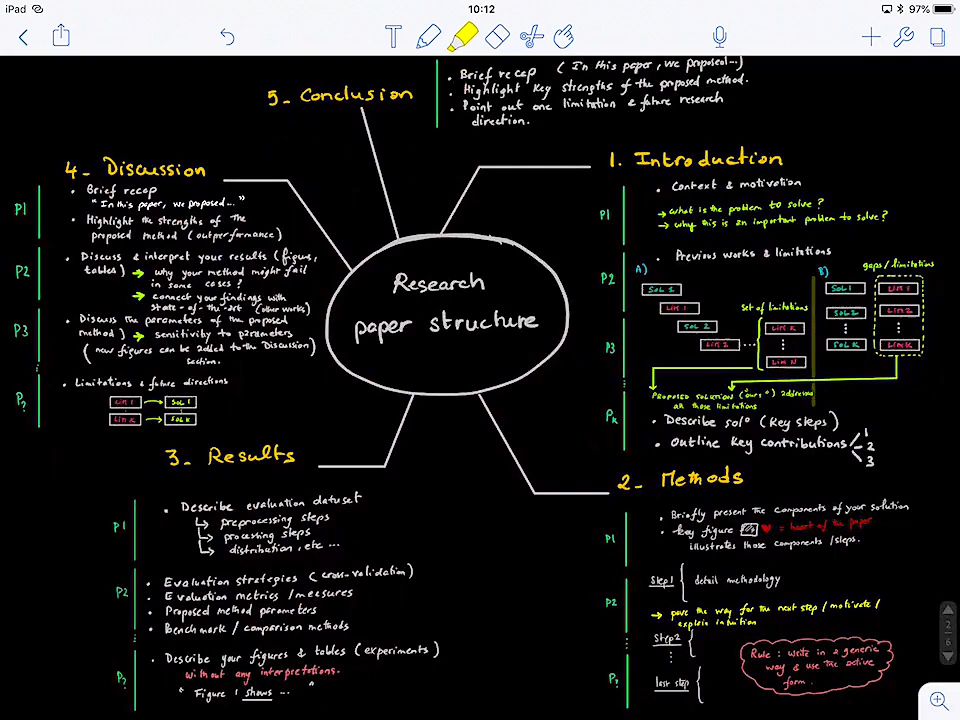 iPad
10:12
97%
T
5- Conclusion
• Brief recap (In this paper, we proposed...)
• Highlight key strengths of the proposed method.
• Point out one limitation & future research
direction.
Research
paper structure
1. Introduction
P1
• Context & motivation
→ what is the problem to solve?
→ why this is an important problem to solve?
P2
• Previous works & limitations
A)
SOL 1
LIM 1
SOL 2
LIM 2 ...
set of limitations
LIM K
⋮
LIM N
B)
gaps/limitations
SOL 1
LIM 1
SOL 2
LIM 2
⋮
⋮
SOL K
LIM K
P3
PROPOSED SOLUTION ("ours") addresses
all those limitations
Pk
• Describe sol° (Key steps)
• Outline key contributions
1
2
3
2- Methods
P1
• Briefly present the components of your solution
• key figure = heart of the paper
illustrates those components/steps.
Step1
detail methodology
P2
→ pave the way for the next step/motivate/
explain intuition
Step2
⋮
P?
last step
Rule: write in a generic
way & use the active
form.
3. Results
P1
• Describe evaluation dataset
↳ preprocessing steps
↳ processing steps
↳ distribution, etc ...
P2
• Evaluation strategies (cross-validation)
• Evaluation metrics/measures
• Proposed method parameters
• Benchmark/comparison methods
P?
• Describe your figures & tables (experiments)
without any interpretations.
"Figure 1 shows ... "
4- Discussion
P1
• Brief recap
"In this paper, we proposed..."
• Highlight the strengths of the
proposed method (outperformance)
P2
• Discuss & interpret your results (figures,
tables) → why your method might fail
in some cases?
→ connect your findings with
state-of-the-art (other works)
P3
• Discuss the parameters of the proposed
method) → sensitivity to parameters
(new figures can be added to the Discussion
section.
P?
• Limitations & future directions
LIM 1 → SOL 1
LIM K → SOL K
2
6